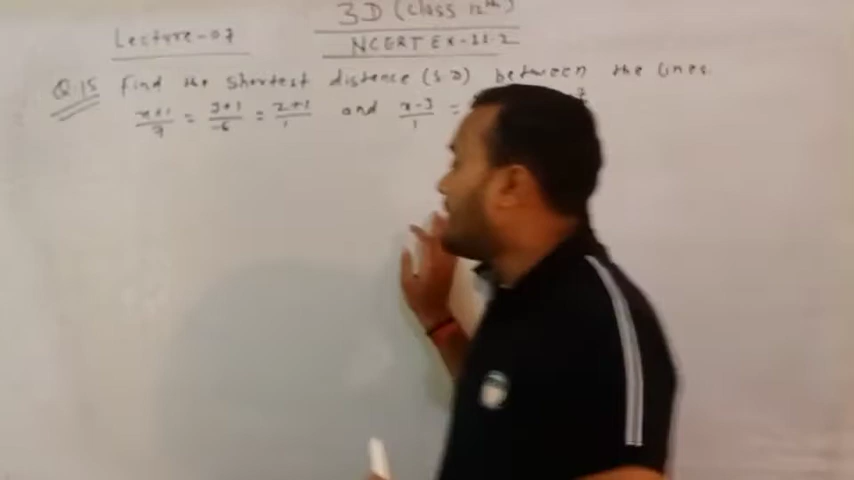 Lecture-07
3D (Class 12th)
NCERT EX-11.2
Q.15 Find the Shortest distance (S.D) between the lines
x+1/7 = y+1/-6 = z+1/1 and x-3/1 =